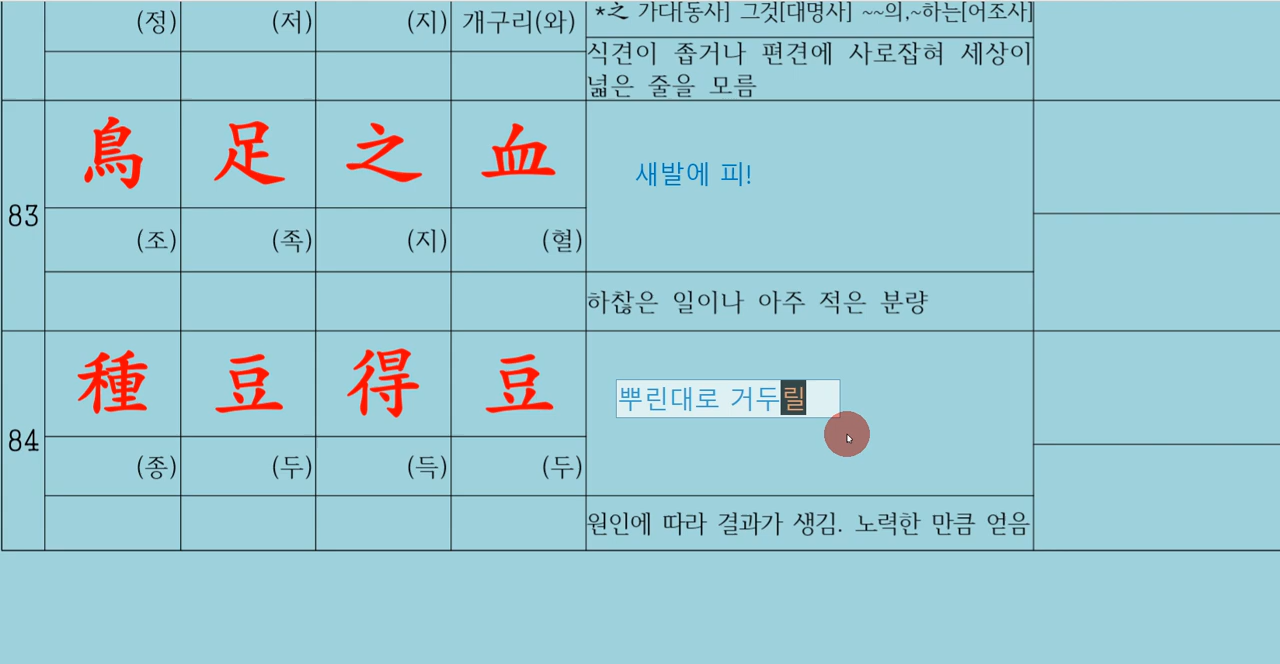 (정) (저) (지) 개구리(와)
*之 가다[동사] 그것[대명사] ~~의,~하는[어조사]
식견이 좁거나 편견에 사로잡혀 세상이
넓은 줄을 모름
83
鳥 足 之 血
새발에 피!
(조) (족) (지) (혈)
하찮은 일이나 아주 적은 분량
84
種 豆 得 豆
뿌린대로 거두릴
(종) (두) (득) (두)
원인에 따라 결과가 생김. 노력한 만큼 얻음